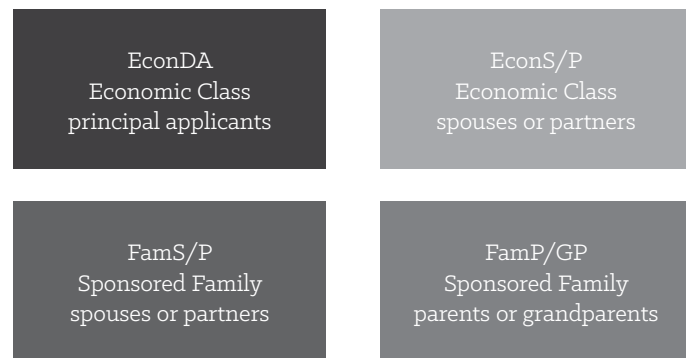 EconDA
Economic Class
principal applicants
EconS/P
Economic Class
spouses or partners
FamS/P
Sponsored Family
spouses or partners
FamP/GP
Sponsored Family
parents or grandparents